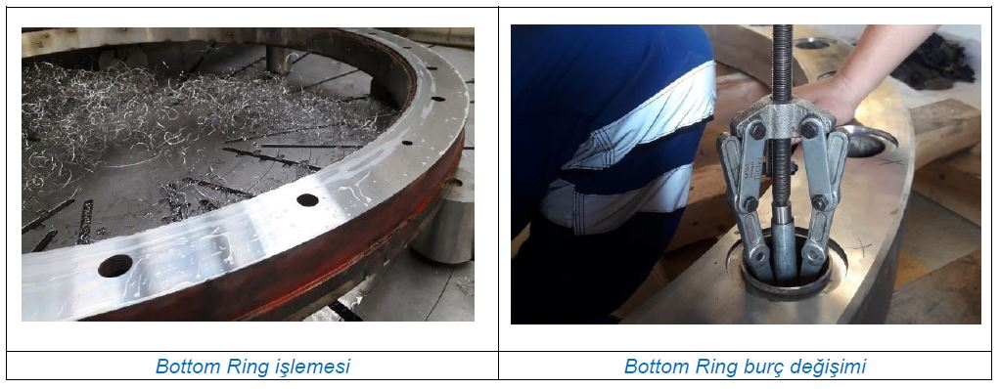 Bottom Ring işlemesi
Bottom Ring burç değişimi